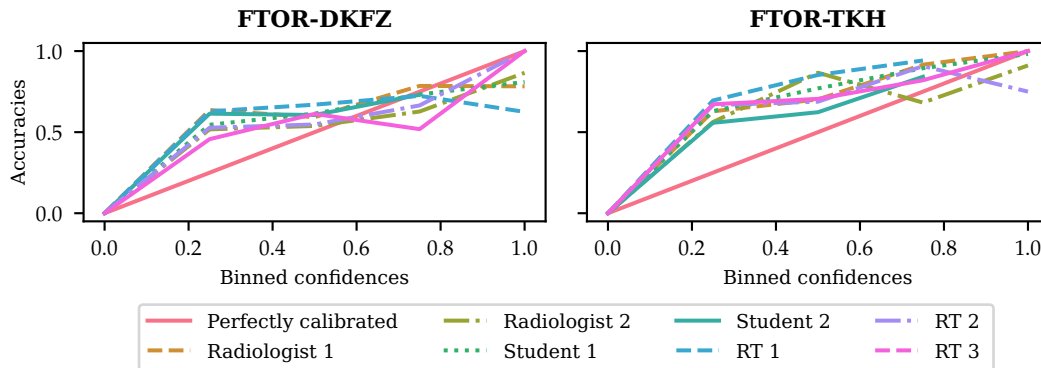 FTOR-DKFZ
FTOR-TKH
Accuracies
1.0
0.5
0.0
0.0 0.2 0.4 0.6 0.8 1.0
0.0 0.2 0.4 0.6 0.8 1.0
Binned confidences
Binned confidences
Perfectly calibrated Radiologist 2 Student 2 RT 2
Radiologist 1 Student 1 RT 1 RT 3